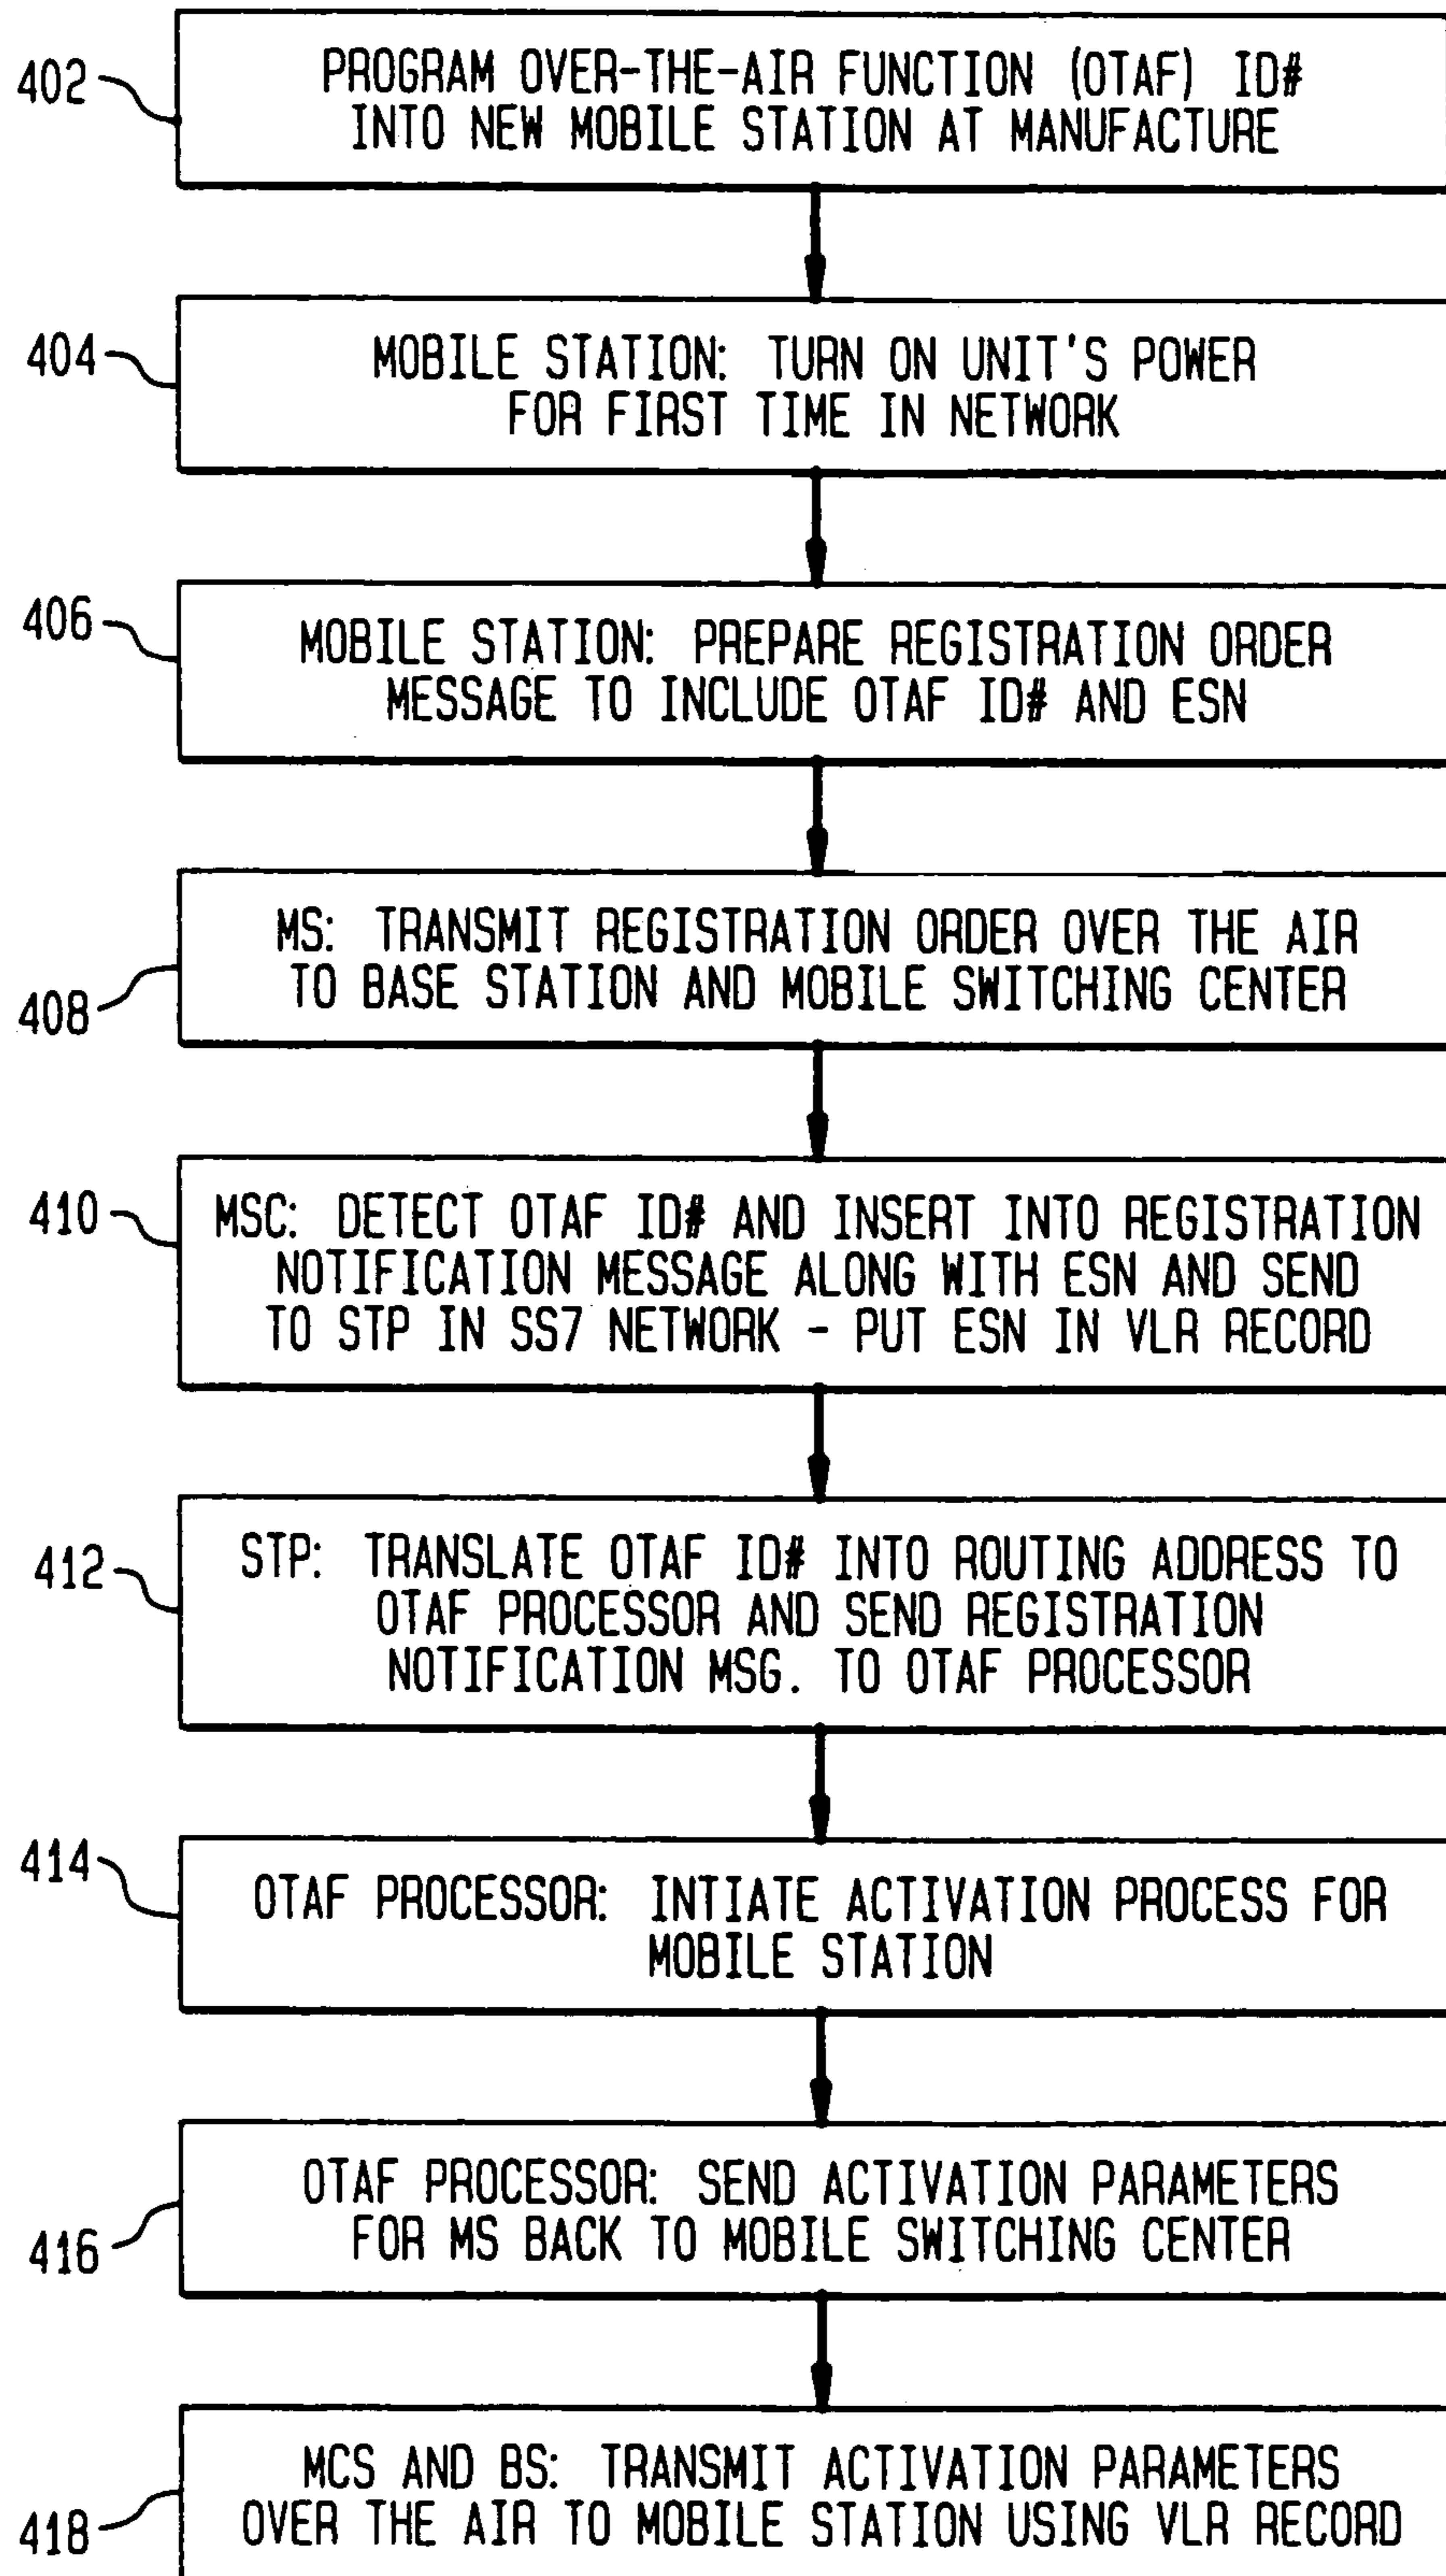 402
PROGRAM OVER-THE-AIR FUNCTION (OTAF) ID#
INTO NEW MOBILE STATION AT MANUFACTURE
404
MOBILE STATION: TURN ON UNIT'S POWER
FOR FIRST TIME IN NETWORK
406
MOBILE STATION: PREPARE REGISTRATION ORDER
MESSAGE TO INCLUDE OTAF ID# AND ESN
408
MS: TRANSMIT REGISTRATION ORDER OVER THE AIR
TO BASE STATION AND MOBILE SWITCHING CENTER
410
MSC: DETECT OTAF ID# AND INSERT INTO REGISTRATION
NOTIFICATION MESSAGE ALONG WITH ESN AND SEND
TO STP IN SS7 NETWORK - PUT ESN IN VLR RECORD
412
STP: TRANSLATE OTAF ID# INTO ROUTING ADDRESS TO
OTAF PROCESSOR AND SEND REGISTRATION
NOTIFICATION MSG. TO OTAF PROCESSOR
414
OTAF PROCESSOR: INTIATE ACTIVATION PROCESS FOR
MOBILE STATION
416
OTAF PROCESSOR: SEND ACTIVATION PARAMETERS
FOR MS BACK TO MOBILE SWITCHING CENTER
418
MCS AND BS: TRANSMIT ACTIVATION PARAMETERS
OVER THE AIR TO MOBILE STATION USING VLR RECORD